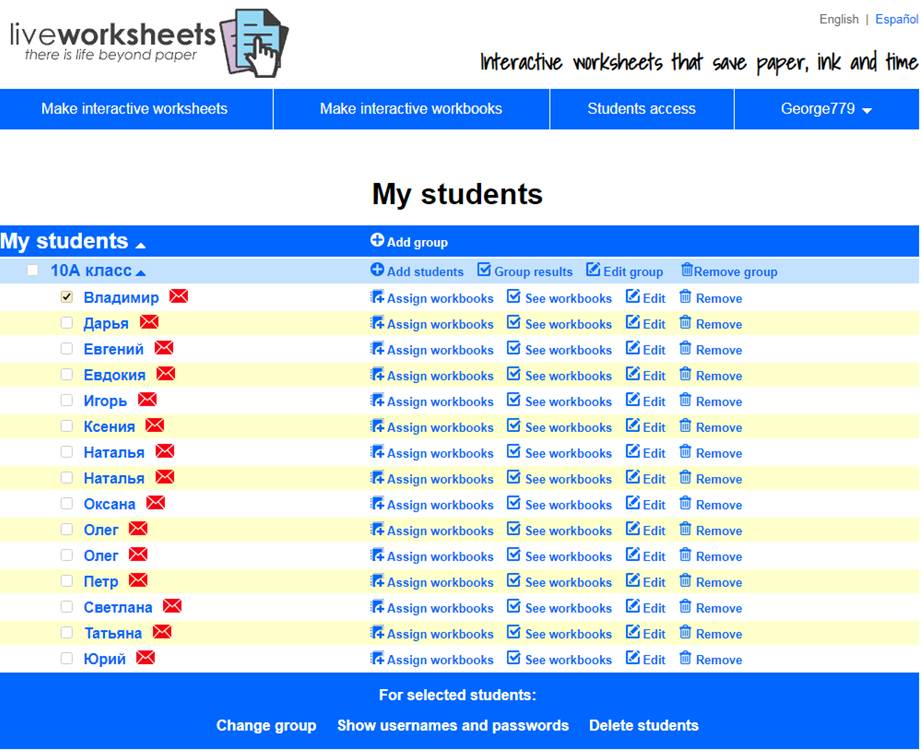 English | Español
liveworksheets
there is life beyond paper
Interactive worksheets that save paper, ink and time
Make interactive worksheets Make interactive workbooks Students access George779
My students
My students Add group
10А класс Add students Group results Edit group Remove group
Владимир Assign workbooks See workbooks Edit Remove
Дарья Assign workbooks See workbooks Edit Remove
Евгений Assign workbooks See workbooks Edit Remove
Евдокия Assign workbooks See workbooks Edit Remove
Игорь Assign workbooks See workbooks Edit Remove
Ксения Assign workbooks See workbooks Edit Remove
Наталья Assign workbooks See workbooks Edit Remove
Наталья Assign workbooks See workbooks Edit Remove
Оксана Assign workbooks See workbooks Edit Remove
Олег Assign workbooks See workbooks Edit Remove
Олег Assign workbooks See workbooks Edit Remove
Петр Assign workbooks See workbooks Edit Remove
Светлана Assign workbooks See workbooks Edit Remove
Татьяна Assign workbooks See workbooks Edit Remove
Юрий Assign workbooks See workbooks Edit Remove
For selected students:
Change group Show usernames and passwords Delete students